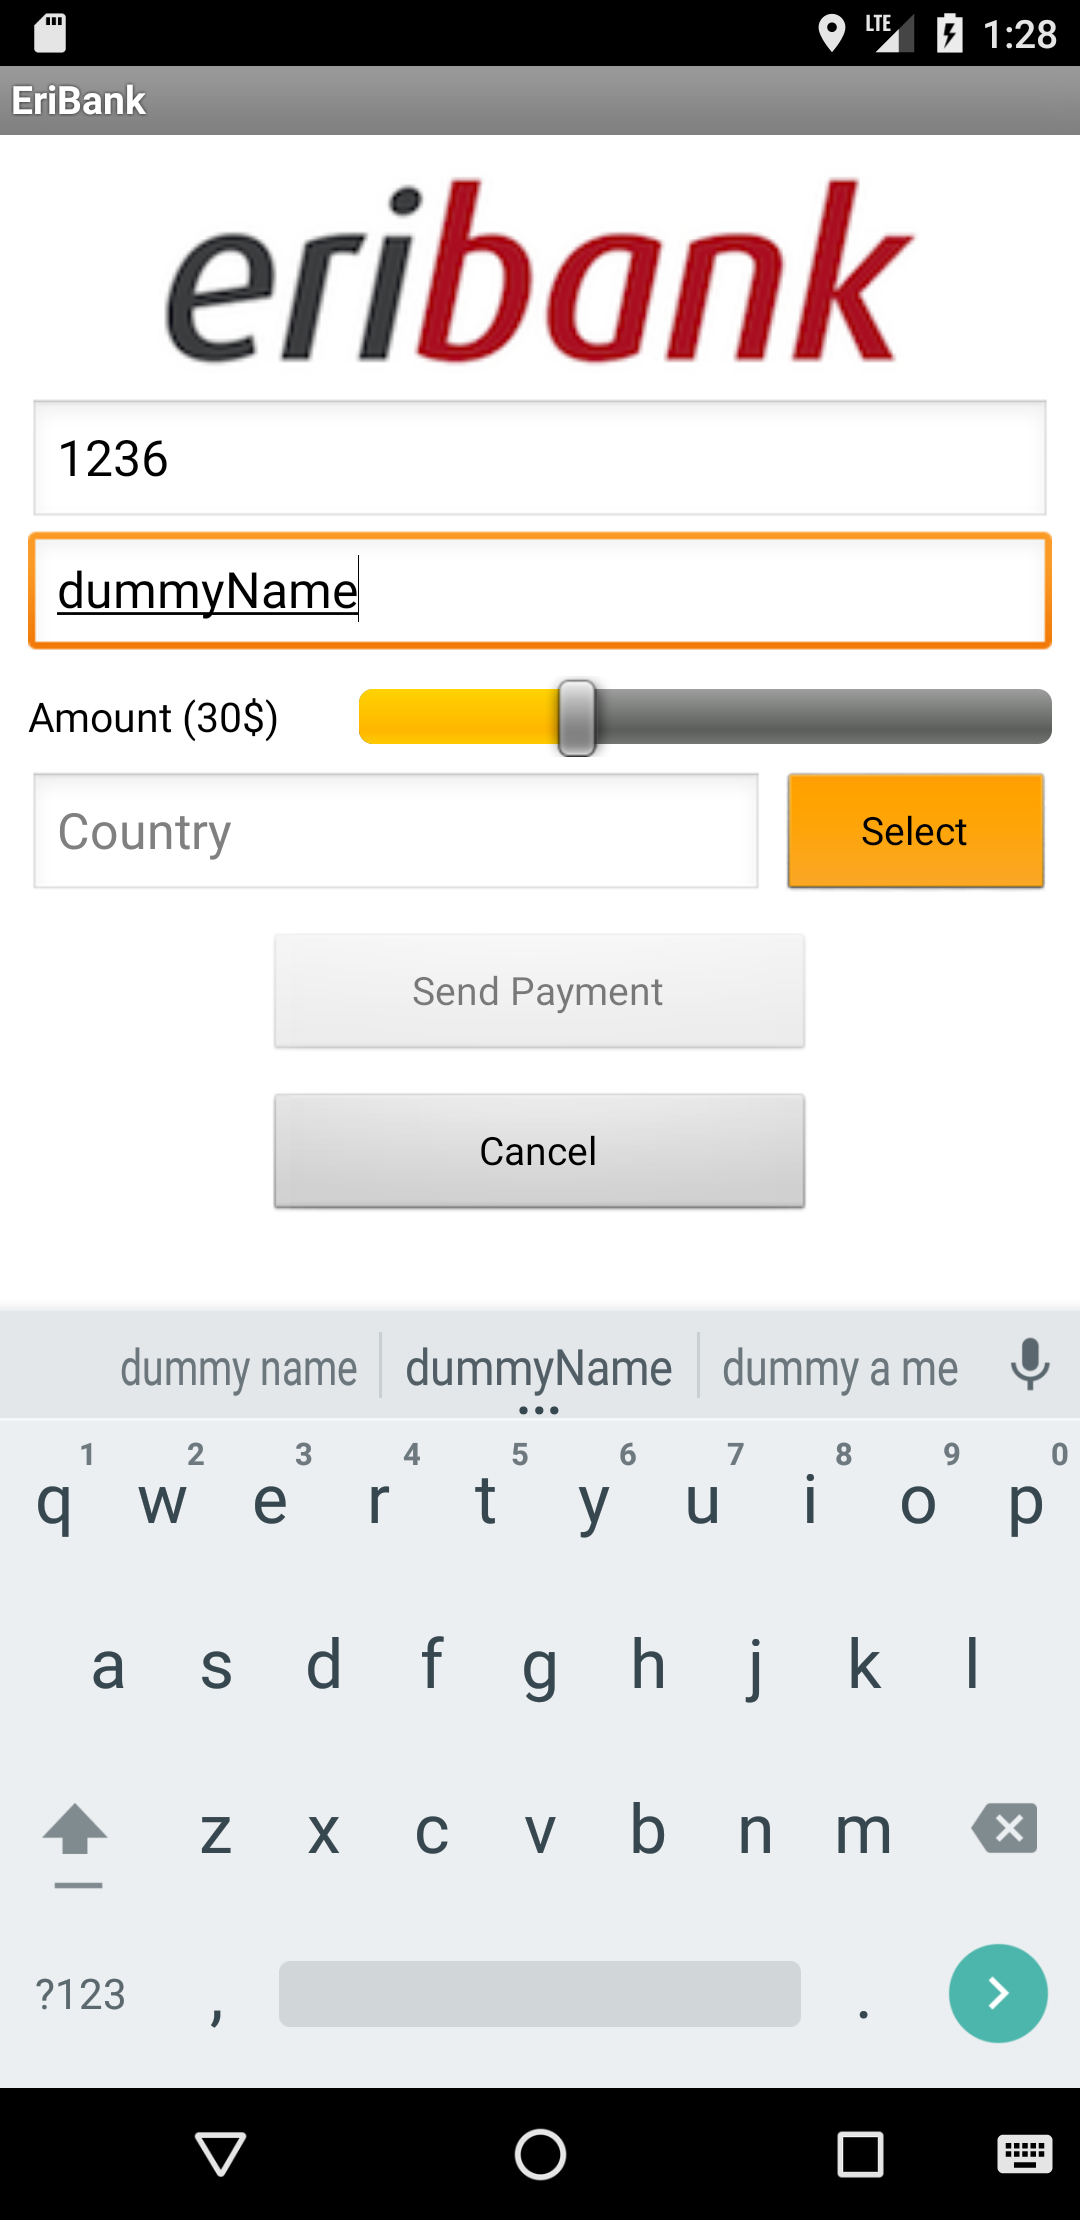 LTE 1:28
EriBank
eribank
1236
dummyName
Amount (30$)
Country Select
Send Payment
Cancel
dummy name dummyName dummy a me
1 2 3 4 5 6 7 8 9 0
q w e r t y u i o p
a s d f g h j k l
z x c v b n m
?123 , .